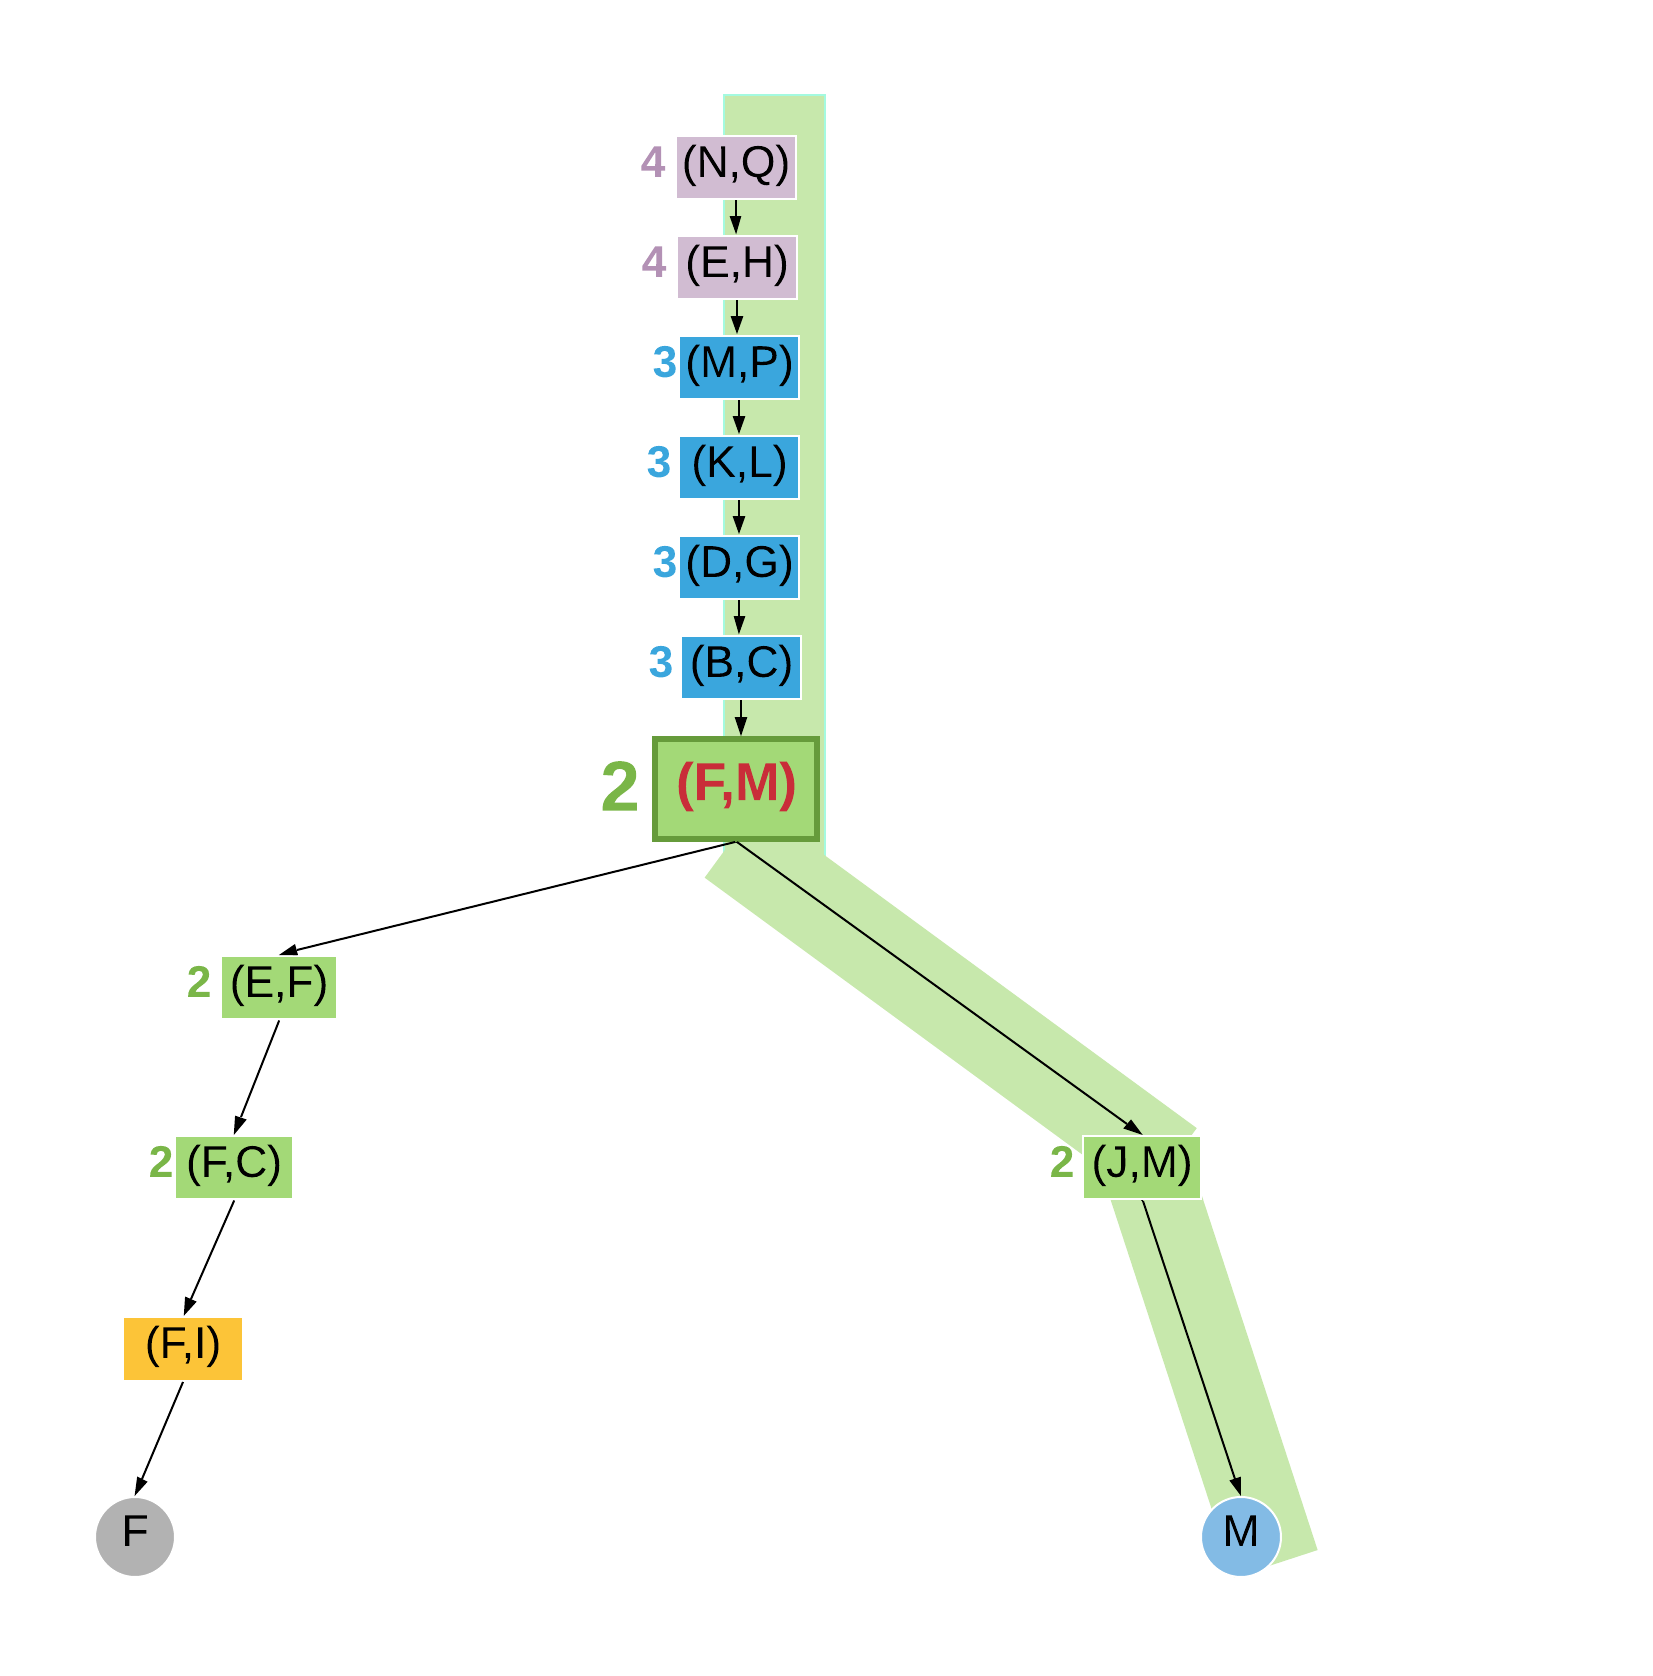 4 (N,Q)
4 (E,H)
3 (M,P)
3 (K,L)
3 (D,G)
3 (B,C)
2 (F,M)
2 (E,F)
2 (F,C)
2 (J,M)
(F,I)
F
M